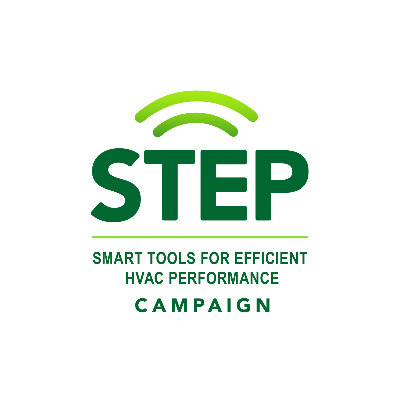 STEP
SMART TOOLS FOR EFFICIENT
HVAC PERFORMANCE
CAMPAIGN